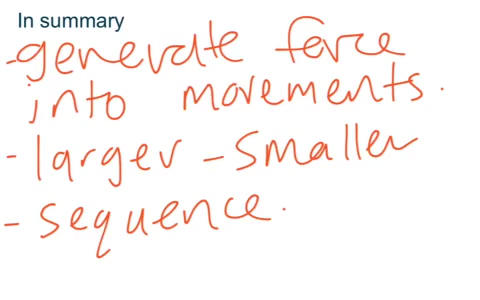 In summary
-generate force
into movements.
- larger - smaller
- sequence.